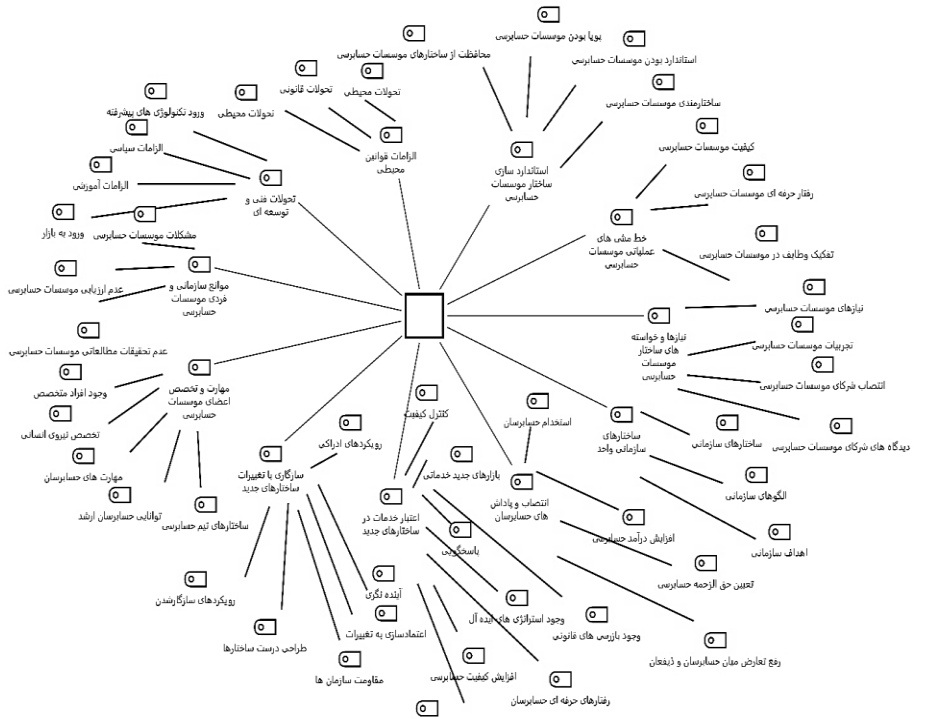 پویا بودن موسسات حسابرسی
محافظت از ساختارهای موسسات حسابرسی
استاندارد بودن موسسات حسابرسی
تحولات قانونی
تحولات محیطی
ساختارمندی موسسات حسابرسی
ورود تکنولوژی های پیشرفته
تحولات محیطی
الزامات سیاسی
کیفیت موسسات حسابرسی
الزامات قوانین
محیطی
استاندارد سازی
ساختار موسسات
حسابرسی
الزامات آموزشی
رفتار حرفه ای موسسات حسابرسی
تحولات فنی و
توسعه ای
ورود به بازار
مشکلات موسسات حسابرسی
خط مشی های
عملیاتی موسسات
حسابرسی
تفکیک وظایف در موسسات حسابرسی
عدم ارزیابی موسسات حسابرسی
موانع سازمانی و
فردی موسسات
حسابرسی
نیازهای موسسات حسابرسی
نیازها و خواسته
های ساختار
موسسات
حسابرسی
تجربیات موسسات حسابرسی
عدم تحقیقات مطالعاتی موسسات حسابرسی
انتصاب شرکای موسسات حسابرسی
مهارت و تخصص
اعضای موسسات
حسابرسی
وجود افراد متخصص
دیدگاه های شرکای موسسات حسابرسی
تخصص نیروی انسانی
کنترل کیفیت
استخدام حسابرسان
ساختارهای
سازمانی واحد
ساختارهای سازمانی
رویکردهای ادراکی
مهارت های حسابرسان
سازگاری با تغییرات
ساختارهای جدید
بازارهای جدید خدماتی
الگوهای سازمانی
توانایی حسابرسان ارشد
ساختارهای تیم حسابرسی
اعتبار خدمات در
ساختارهای جدید
انتصاب و پاداش
های حسابرسان
افزایش درآمد حسابرسی
پاسخگویی
اهداف سازمانی
تعیین حق الزحمه حسابرسی
رویکردهای سازگارشدن
آینده نگری
وجود استراتژی های ایده آل
وجود بازرسی های قانونی
اعتمادسازی به تغییرات
طراحی درست ساختارها
رفع تعارض میان حسابرسان و ذیفعان
مقاومت سازمان ها
افزایش کیفیت حسابرسی
رفتارهای حرفه ای حسابرسان